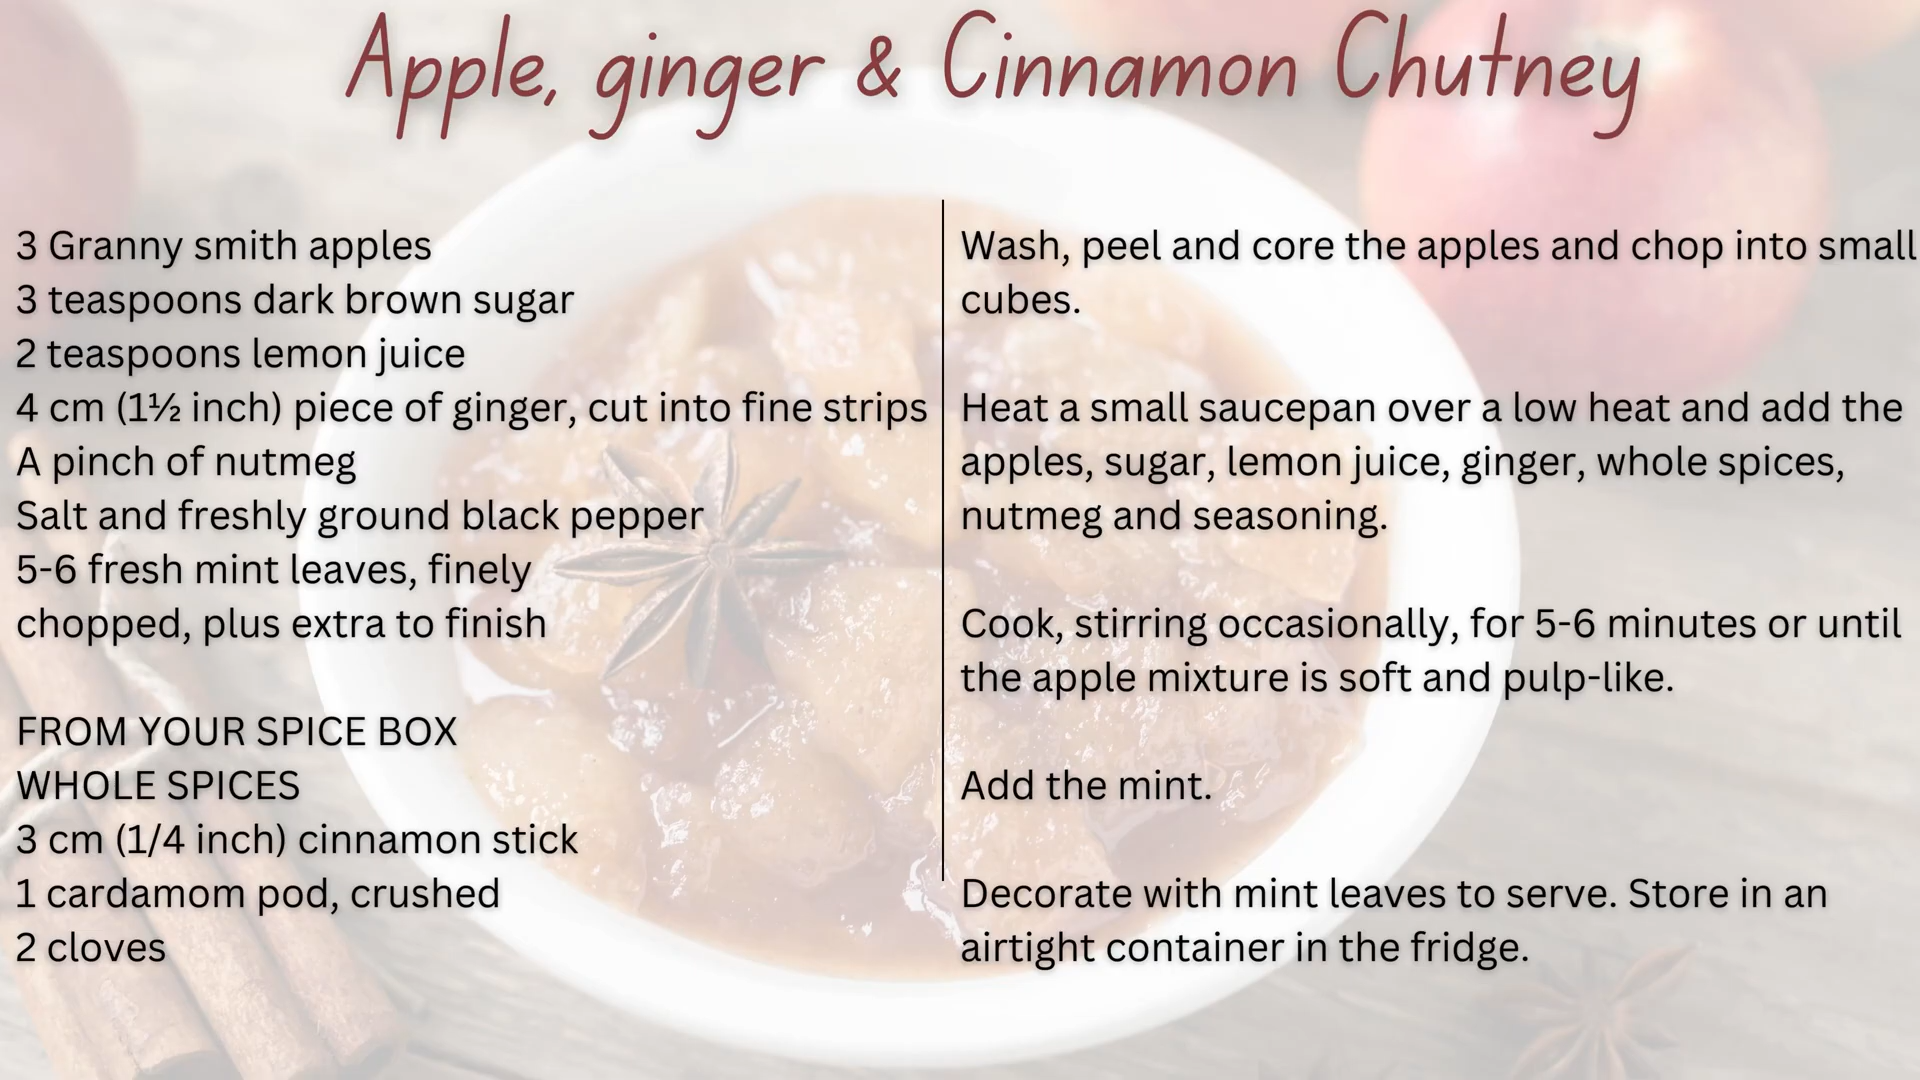 Apple, ginger & Cinnamon Chutney
3 Granny smith apples
3 teaspoons dark brown sugar
2 teaspoons lemon juice
4 cm (1½ inch) piece of ginger, cut into fine strips
A pinch of nutmeg
Salt and freshly ground black pepper
5-6 fresh mint leaves, finely
chopped, plus extra to finish
FROM YOUR SPICE BOX
WHOLE SPICES
3 cm (1/4 inch) cinnamon stick
1 cardamom pod, crushed
2 cloves
Wash, peel and core the apples and chop into small
cubes.
Heat a small saucepan over a low heat and add the
apples, sugar, lemon juice, ginger, whole spices,
nutmeg and seasoning.
Cook, stirring occasionally, for 5-6 minutes or until
the apple mixture is soft and pulp-like.
Add the mint.
Decorate with mint leaves to serve. Store in an
airtight container in the fridge.